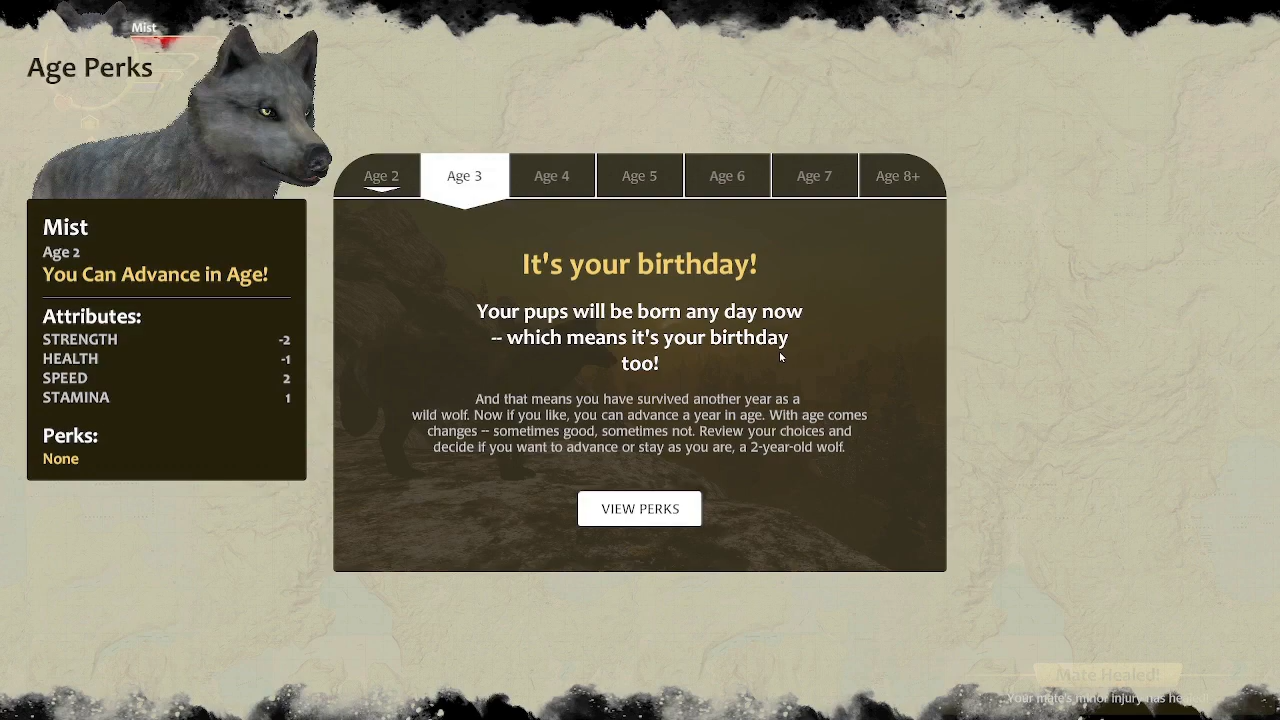 Mist
Age Perks
Age 2
Age 3
Age 4
Age 5
Age 6
Age 7
Age 8+
Mist
Age 2
You Can Advance in Age!
Attributes:
STRENGTH -2
HEALTH -1
SPEED 2
STAMINA 1
Perks:
None
It's your birthday!
Your pups will be born any day now
-- which means it's your birthday
too!
And that means you have survived another year as a
wild wolf. Now if you like, you can advance a year in age. With age comes
changes -- sometimes good, sometimes not. Review your choices and
decide if you want to advance or stay as you are, a 2-year-old wolf.
VIEW PERKS
Mate Healed!
Your mate's minor injury has healed!